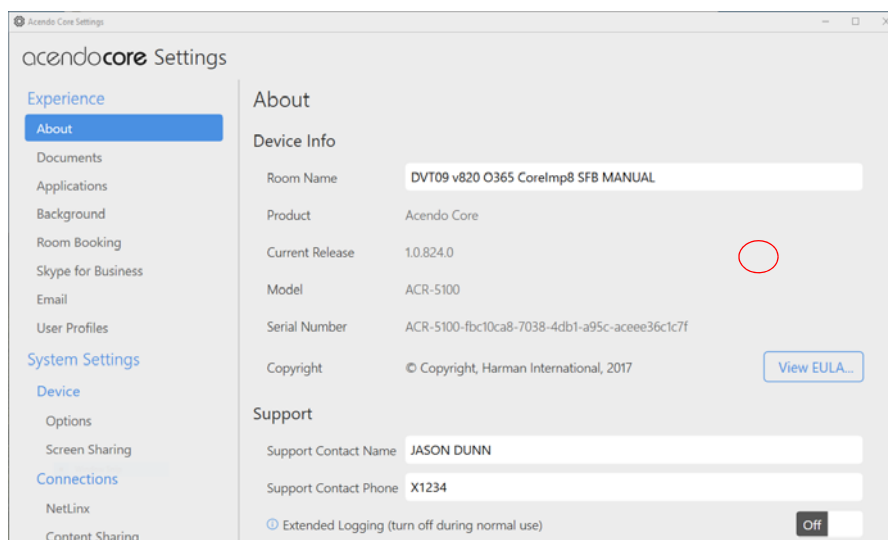 Acendo Core Settings
acendocore Settings
Experience
About
Documents
Applications
Background
Room Booking
Skype for Business
Email
User Profiles
System Settings
Device
Options
Screen Sharing
Connections
NetLinx
Content Sharing
About
Device Info
Room Name DVT09 v820 O365 CoreImp8 SFB MANUAL
Product Acendo Core
Current Release 1.0.824.0
Model ACR-5100
Serial Number ACR-5100-fbc10ca8-7038-4db1-a95c-aceee36c1c7f
Copyright © Copyright, Harman International, 2017 View EULA...
Support
Support Contact Name JASON DUNN
Support Contact Phone X1234
Extended Logging (turn off during normal use) Off